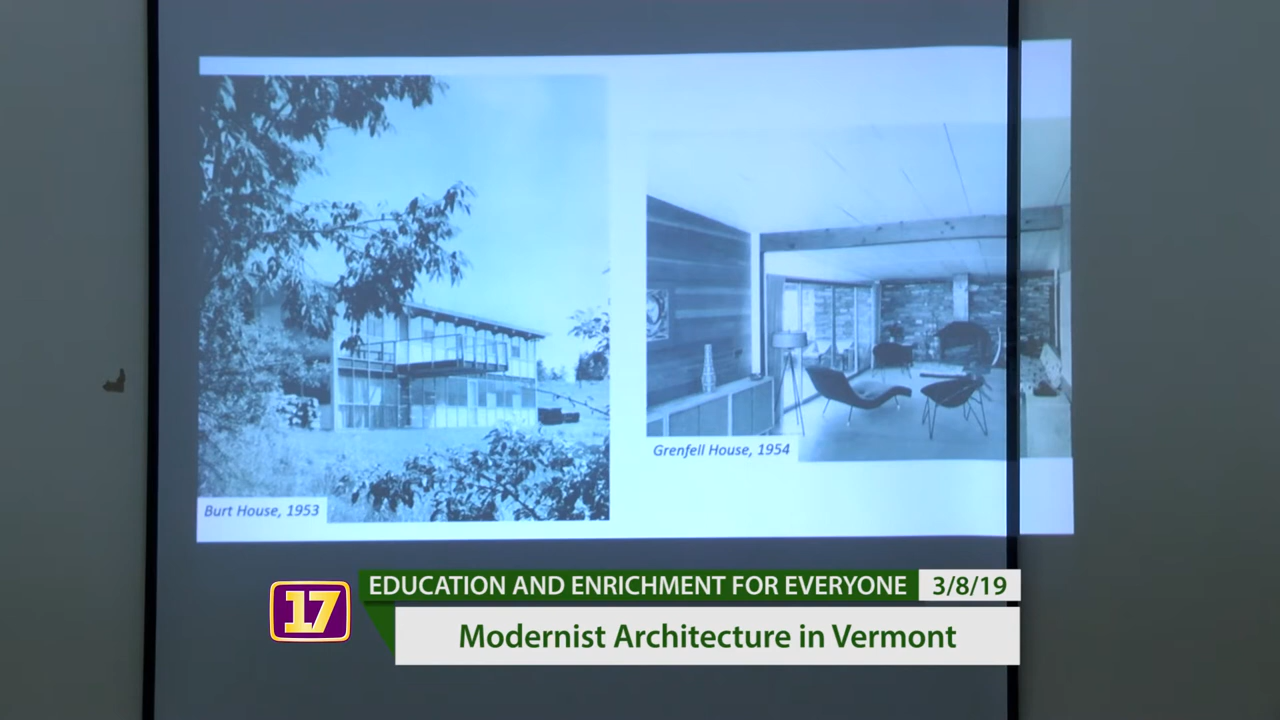 Grenfell House, 1954
Burt House, 1953
17
EDUCATION AND ENRICHMENT FOR EVERYONE 3/8/19
Modernist Architecture in Vermont